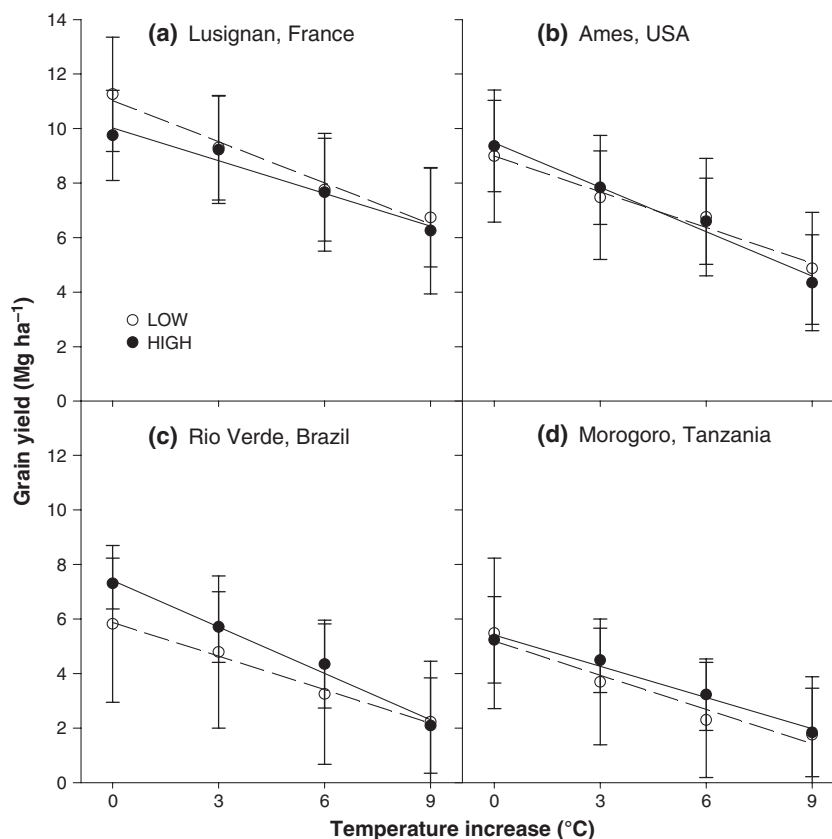 14
12
10
8
6
4
2
0
(a) Lusignan, France
LOW
HIGH
(b) Ames, USA
12
10
8
6
4
2
0
(c) Rio Verde, Brazil
(d) Morogoro, Tanzania
0 3 6 9 0 3 6 9
Grain yield (Mg ha⁻¹)
Temperature increase (°C)